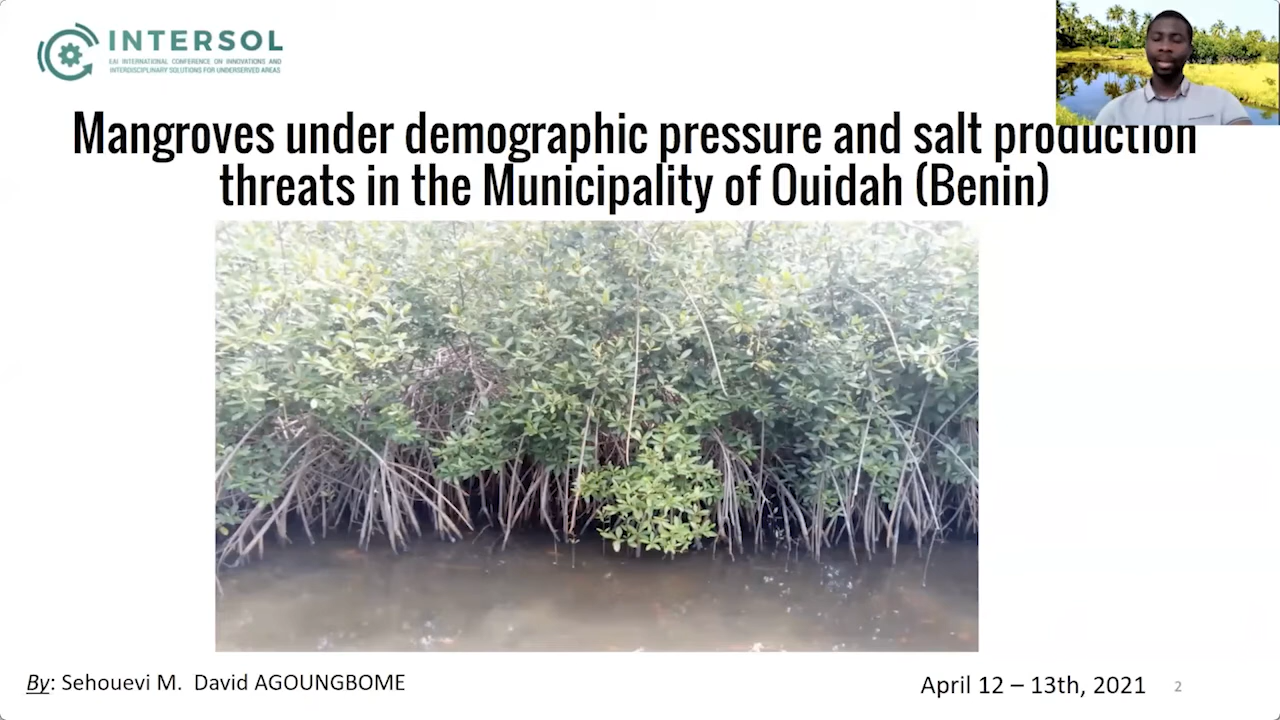 INTERSOL
EAI INTERNATIONAL CONFERENCE ON INNOVATIONS AND
INTERDISCIPLINARY SOLUTIONS FOR UNDERSERVED AREAS
Mangroves under demographic pressure and salt production
threats in the Municipality of Ouidah (Benin)
By: Sehouevi M. David AGOUNGBOME
April 12 – 13th, 2021
2